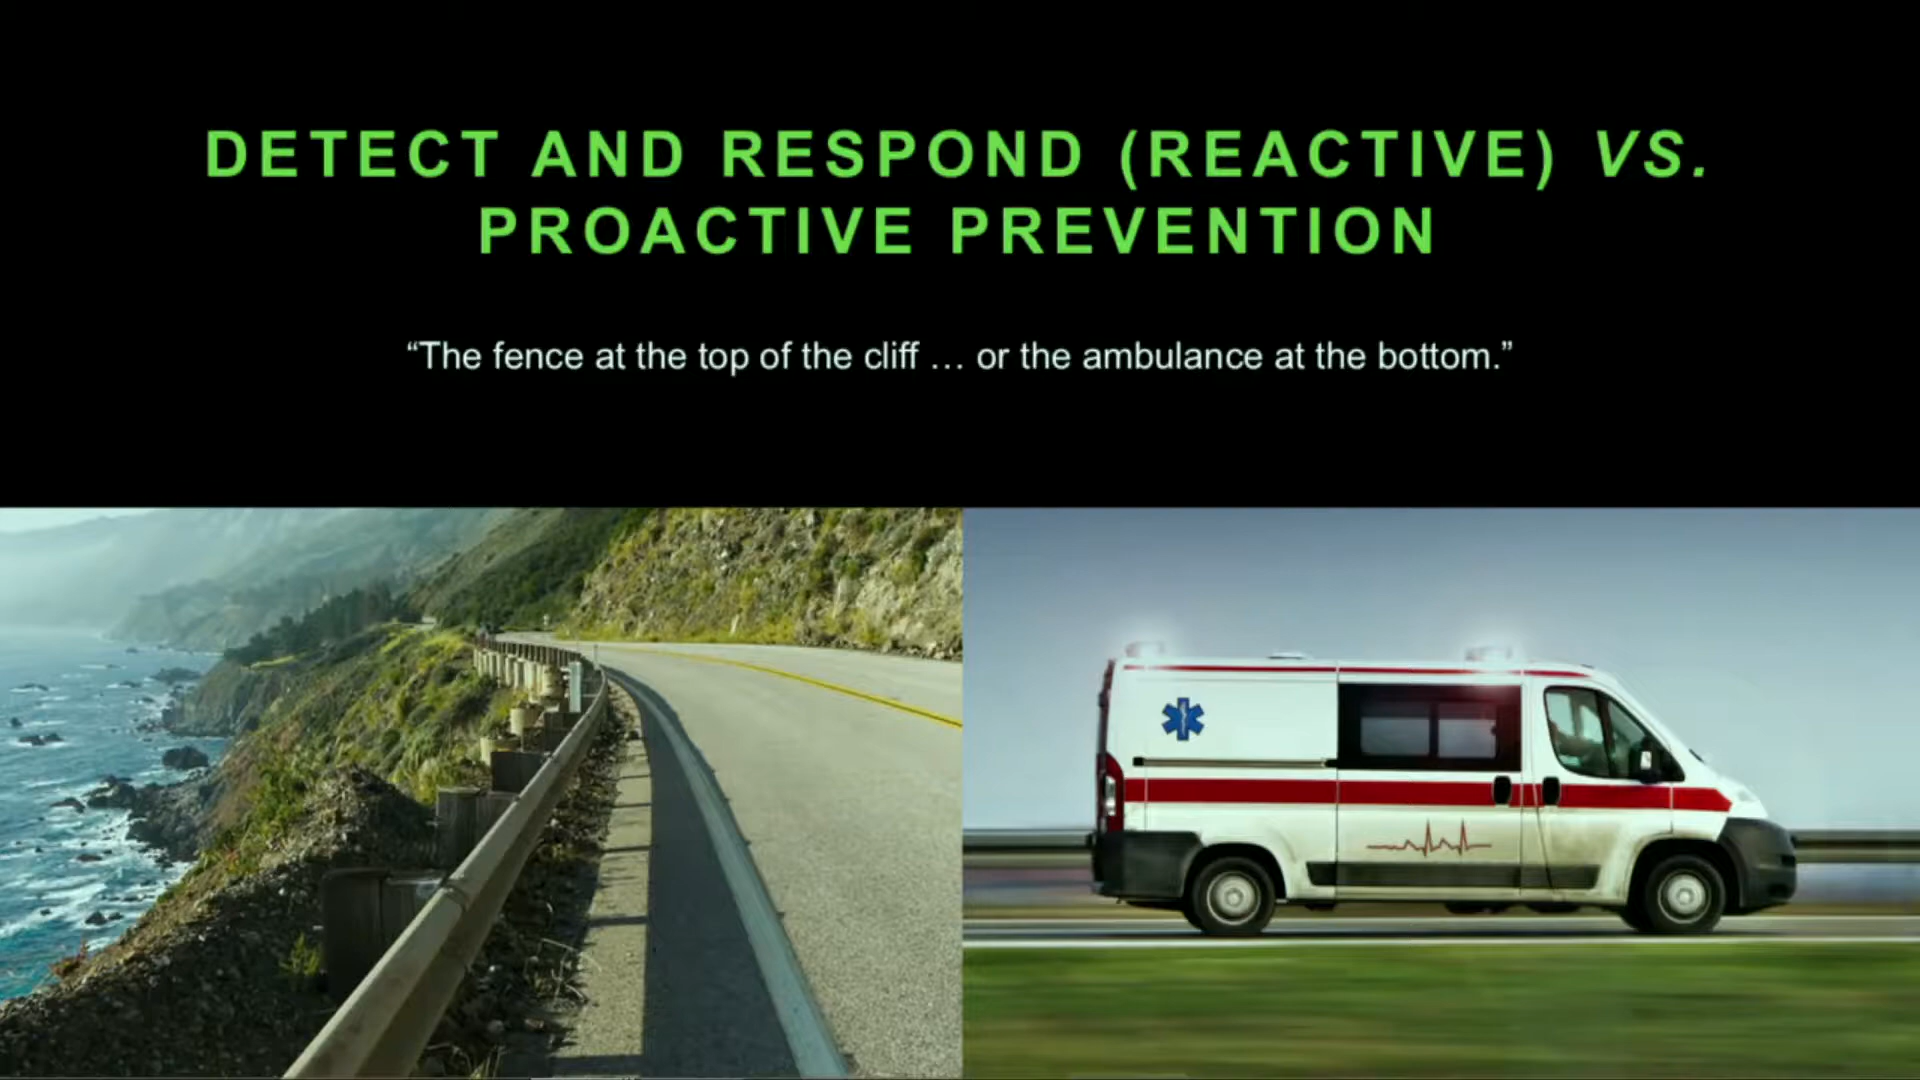 DETECT AND RESPOND (REACTIVE) VS.
PROACTIVE PREVENTION
“The fence at the top of the cliff … or the ambulance at the bottom.”